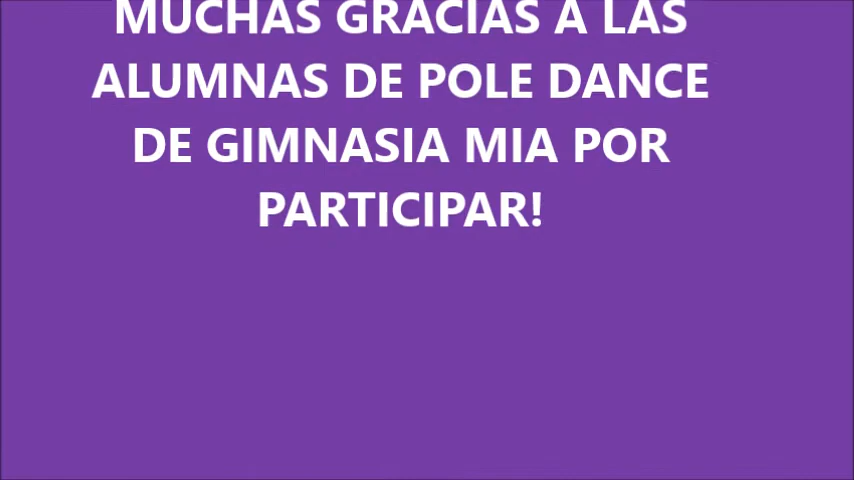 MUCHAS GRACIAS A LAS
ALUMNAS DE POLE DANCE
DE GIMNASIA MIA POR
PARTICIPAR!